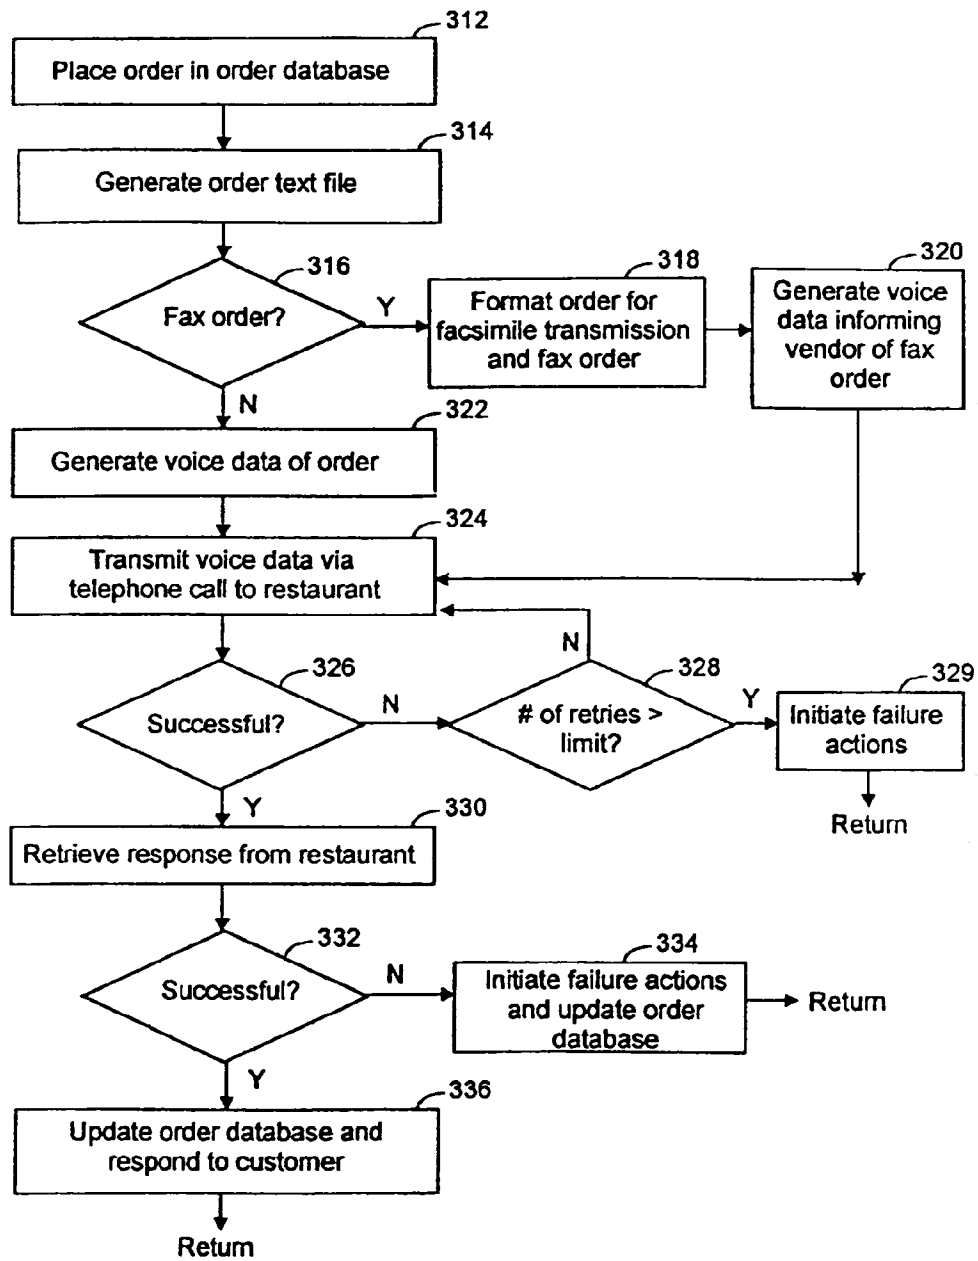 312
Place order in order database
314
Generate order text file
316
Fax order?
Y
318
Format order for
facsimile transmission
and fax order
320
Generate voice
data informing
vendor of fax
order
N
322
Generate voice data of order
324
Transmit voice data via
telephone call to restaurant
326
Successful?
N
N
328
# of retries >
limit?
Y
329
Initiate failure
actions
Return
Y
330
Retrieve response from restaurant
332
Successful?
N
334
Initiate failure actions
and update order
database
Return
Y
336
Update order database and
respond to customer
Return